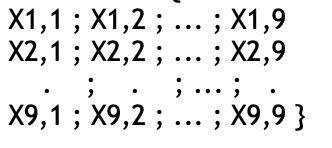 X1,1 ; X1,2 ; ... ; X1,9
X2,1 ; X2,2 ; ... ; X2,9
. ; . ; ... ; .
X9,1 ; X9,2 ; ... ; X9,9 }